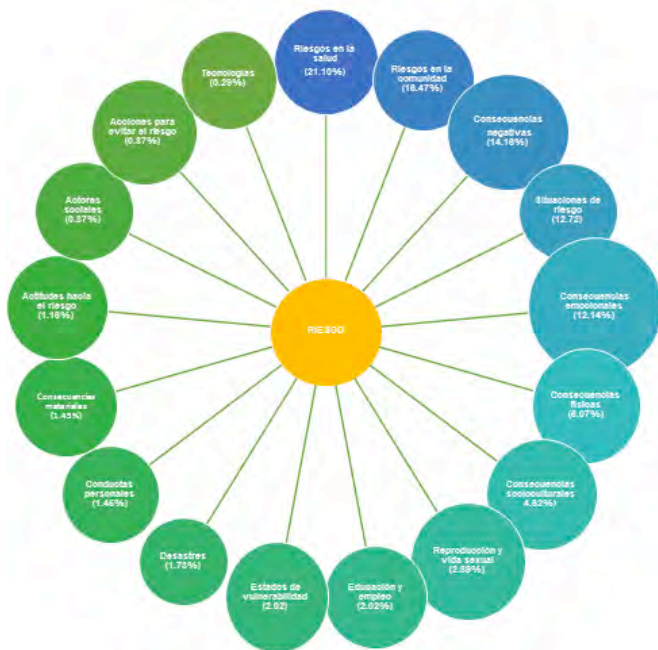 Riesgos en la
salud
(21.10%)
Riesgos en la
comunidad
(16.47%)
Consecuencias
negativas
(14.16%)
Situaciones de
riesgo
(12.72)
Consecuencias
emocionales
(12.14%)
Consecuencias
físicas
(6.07%)
Consecuencias
socioculturales
4.62%)
Reproducción y
vida sexual
(2.89%)
Educación y
empleo
(2.02%)
Estados de
vulnerabilidad
(2.02)
Desastres
(1.73%)
Conductas
personales
(1.45%)
Consecuencias
materiales
(1.45%)
Actitudes hacia
el riesgo
(1.16%)
Actores
sociales
(0.87%)
Acciones para
evitar el riesgo
(0.87%)
Tecnologías
(0.29%)
RIESGO